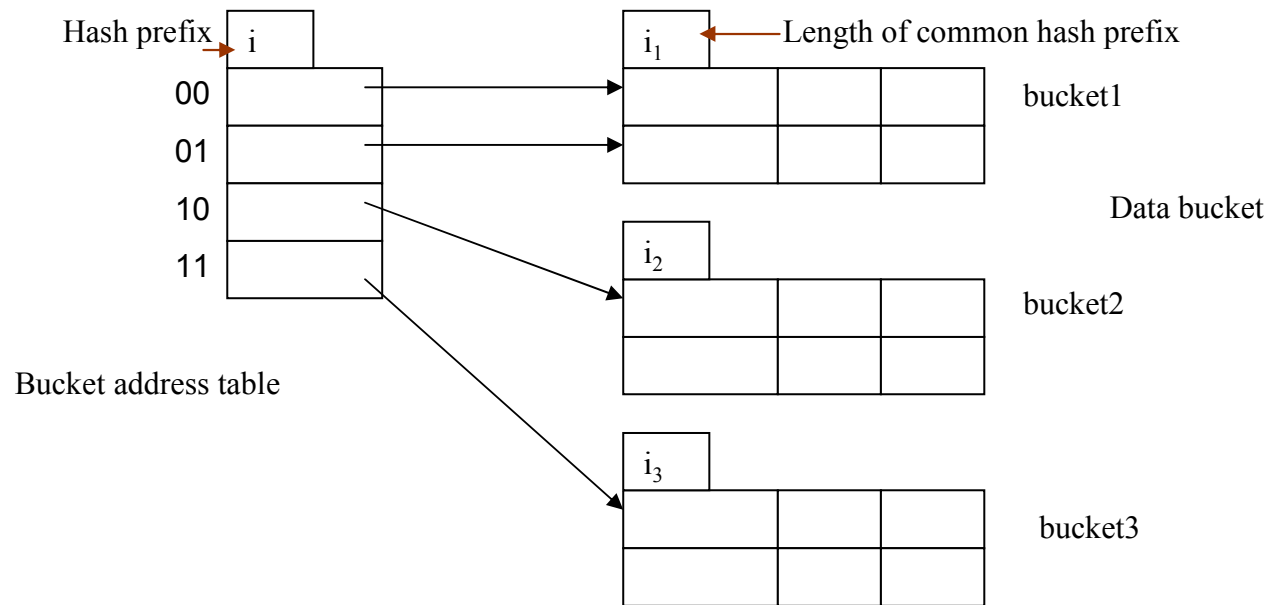 Hash prefix
i
i₁
Length of common hash prefix
00
bucket1
01
Data bucket
10
i₂
11
bucket2
Bucket address table
i₃
bucket3